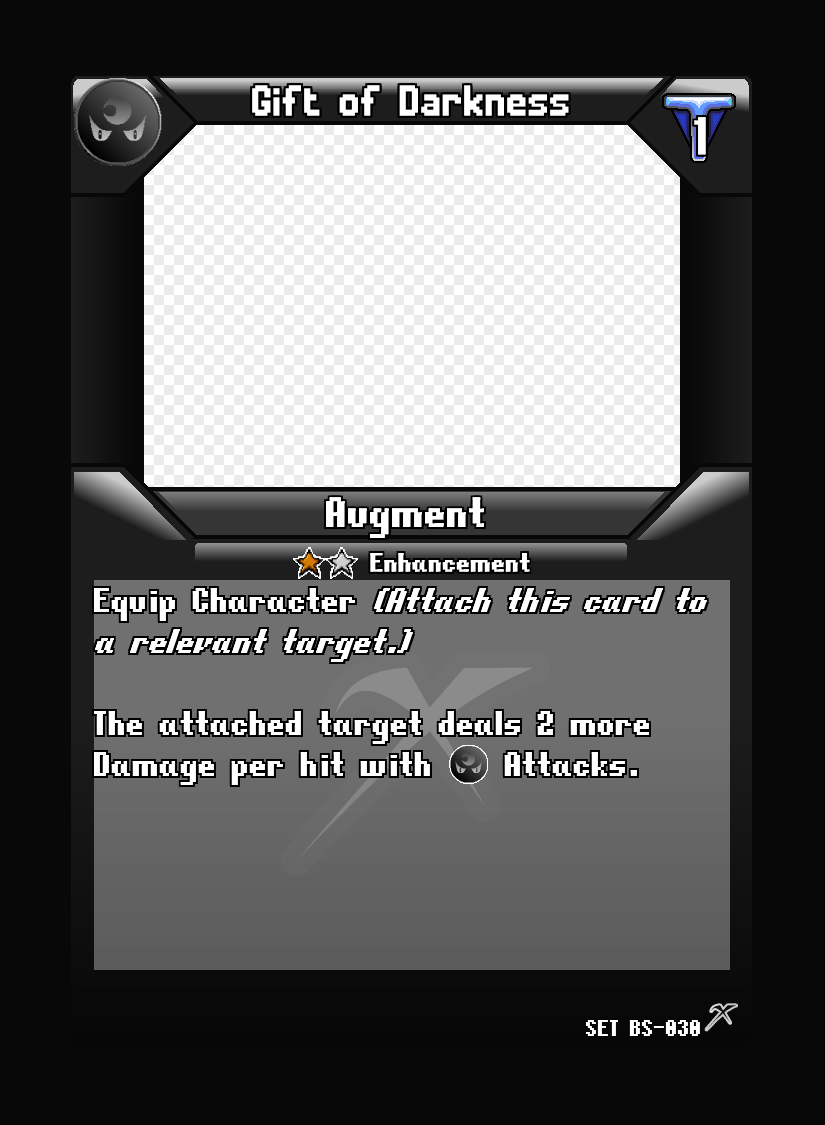 Gift of Darkness
1
Augment
Enhancement
Equip Character (Attach this card to
a relevant target.)
The attached target deals 2 more
Damage per hit with Attacks.
SET BS-030